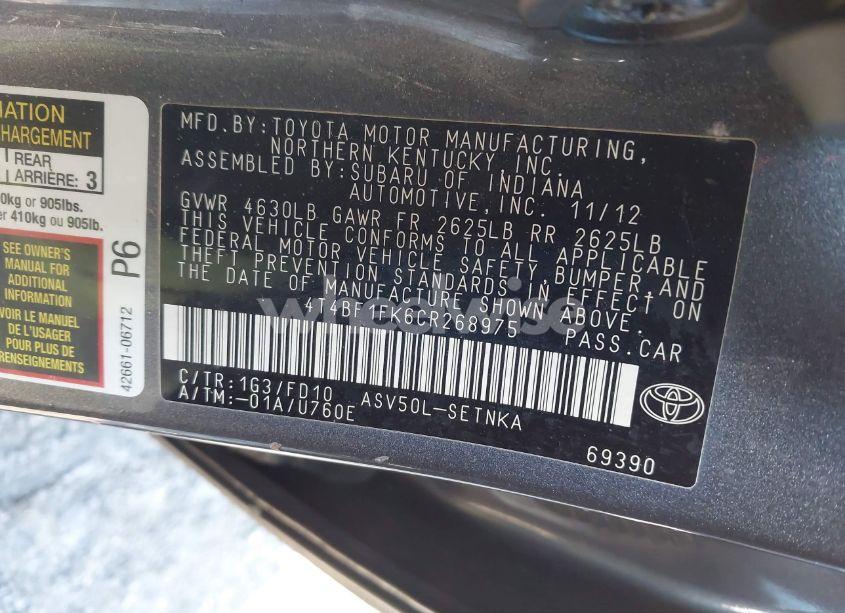 MATION
CHARGEMENT
REAR
ARRIÈRE: 3
0kg or 905lbs.
er 410kg ou 905lb.
SEE OWNER'S
MANUAL FOR
ADDITIONAL
INFORMATION
VOIR LE MANUEL
DE L'USAGER
POUR PLUS DE
RENSEIGNEMENTS
P6
42661-06712
MFD.BY:TOYOTA MOTOR MANUFACTURING,
NORTHERN KENTUCKY,INC.
ASSEMBLED BY:SUBARU OF INDIANA
AUTOMOTIVE,INC. 11/12
GVWR 4630LB GAWR FR 2625LB RR 2625LB
THIS VEHICLE CONFORMS TO ALL APPLICABLE
FEDERAL MOTOR VEHICLE SAFETY,BUMPER AND
THEFT PREVENTION STANDARDS IN EFFECT ON
THE DATE OF MANUFACTURE SHOWN ABOVE.
4T4BF1FK6CR268975 PASS.CAR
C/TR:1G3/FD10 ASV50L-SETNKA
A/TM:-01A/U760E
69390
wheelwise